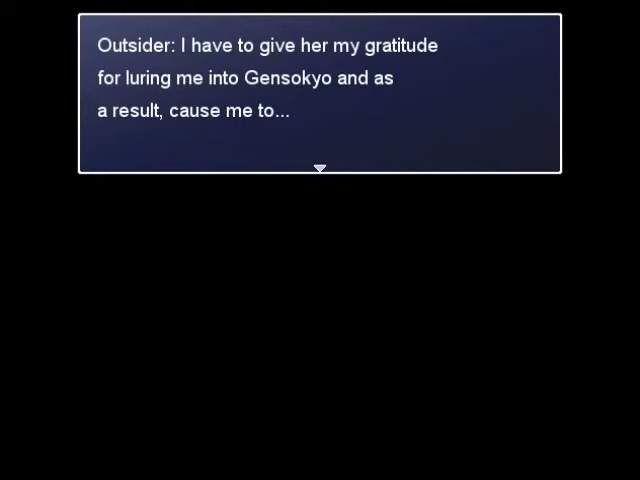 Outsider: I have to give her my gratitude
for luring me into Gensokyo and as
a result, cause me to...